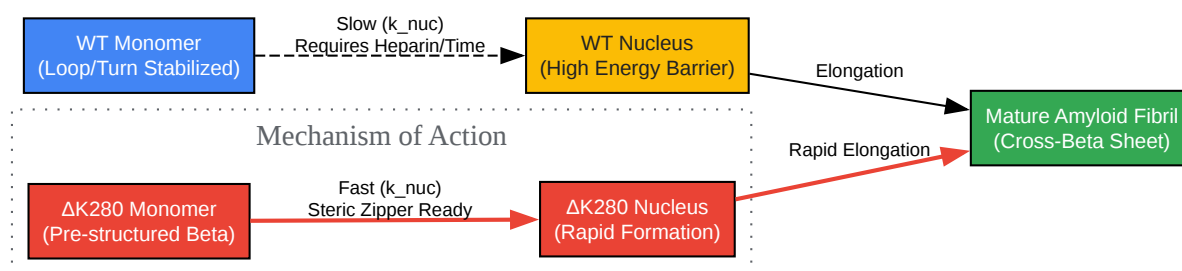 WT Monomer
(Loop/Turn Stabilized)
Slow (k_nuc)
Requires Heparin/Time
WT Nucleus
(High Energy Barrier)
Elongation
Mature Amyloid Fibril
(Cross-Beta Sheet)
Mechanism of Action
ΔK280 Monomer
(Pre-structured Beta)
Fast (k_nuc)
Steric Zipper Ready
ΔK280 Nucleus
(Rapid Formation)
Rapid Elongation